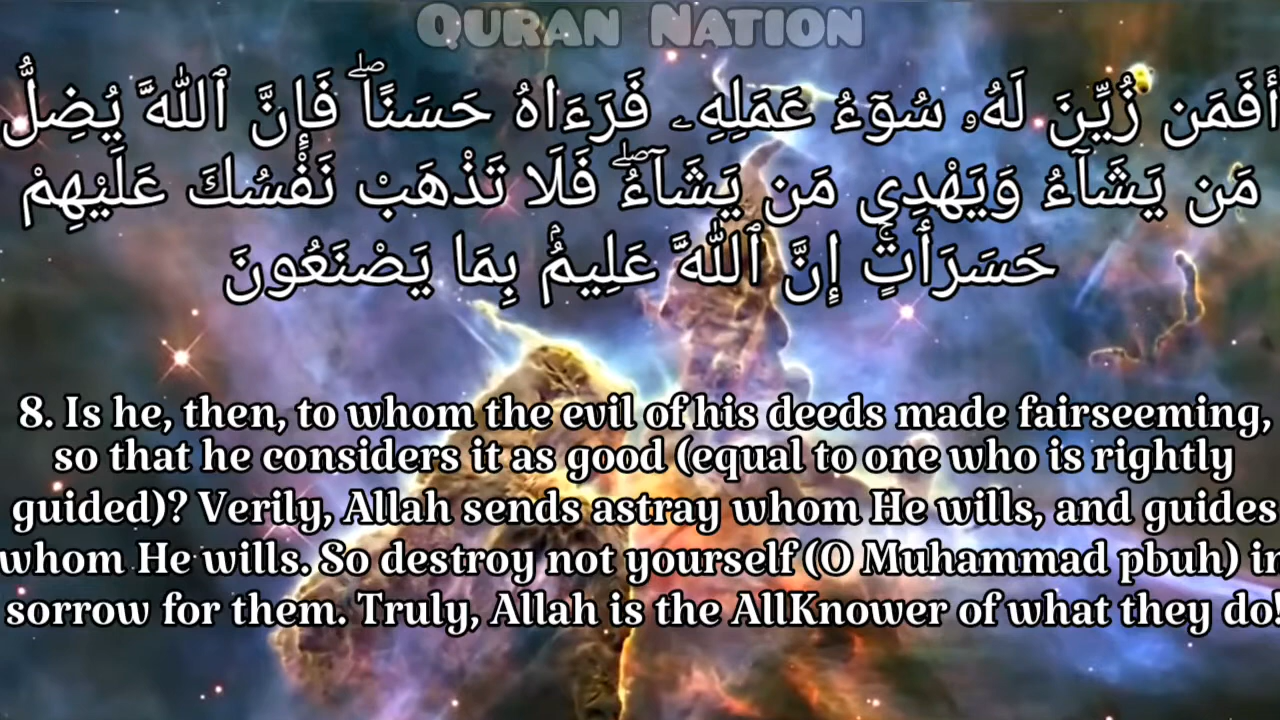 QURAN NATION
أَفَمَن زُيِّنَ لَهُۥ سُوٓءُ عَمَلِهِۦ فَرَءَاهُ حَسَنًاۖ فَإِنَّ ٱللَّهَ يُضِلُّ
مَن يَشَآءُ وَيَهْدِي مَن يَشَآءُۖ فَلَا تَذْهَبْ نَفْسُكَ عَلَيْهِمْ
حَسَرَٰتٍۚ إِنَّ ٱللَّهَ عَلِيمُۢ بِمَا يَصْنَعُونَ
8. Is he, then, to whom the evil of his deeds made fairseeming,
so that he considers it as good (equal to one who is rightly
guided)? Verily, Allah sends astray whom He wills, and guides
whom He wills. So destroy not yourself (O Muhammad pbuh) in
sorrow for them. Truly, Allah is the AllKnower of what they do!